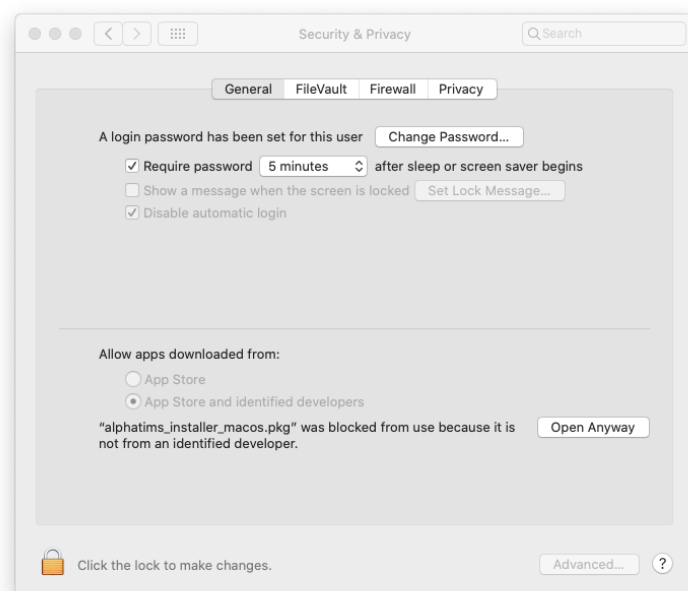 Security & Privacy
Search
General FileVault Firewall Privacy
A login password has been set for this user Change Password...
Require password 5 minutes after sleep or screen saver begins
Show a message when the screen is locked Set Lock Message...
Disable automatic login
Allow apps downloaded from:
App Store
App Store and identified developers
“alphatims_installer_macos.pkg” was blocked from use because it is Open Anyway
not from an identified developer.
Click the lock to make changes. Advanced... ?